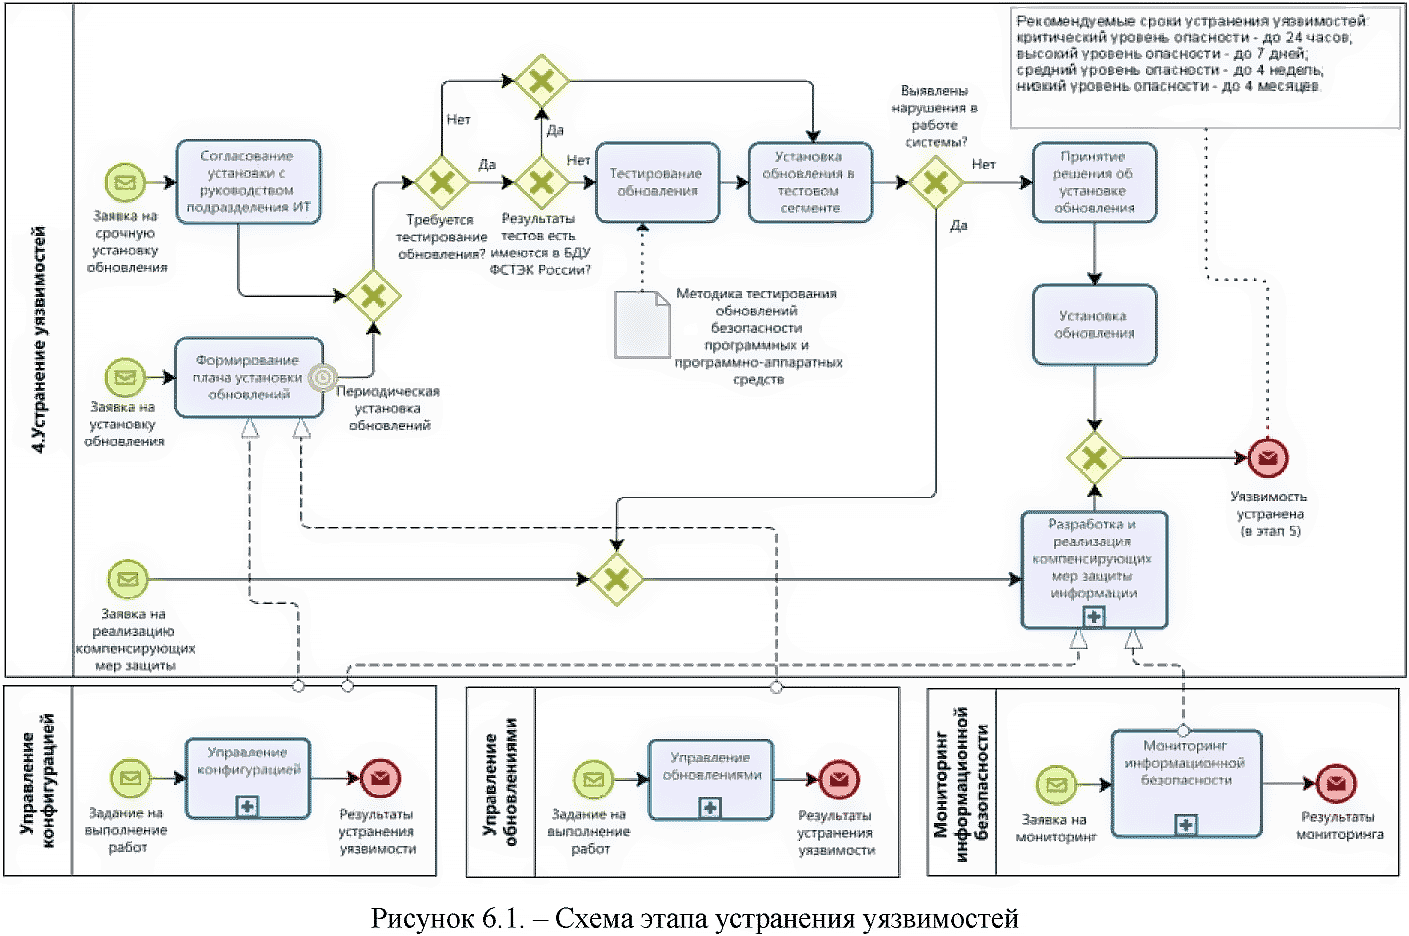 Рекомендуемые сроки устранения уязвимостей:
критический уровень опасности - до 24 часов;
высокий уровень опасности - до 7 дней;
средний уровень опасности - до 4 недель;
низкий уровень опасности - до 4 месяцев.
4.Устранение уязвимостей
Заявка на
срочную
установку
обновления
Согласование
установки с
руководством
подразделения ИТ
Нет
Да
Требуется
тестирование
обновления?
Да
Нет
Результаты
тестов есть
имеются в БДУ
ФСТЭК России?
Тестирование
обновления
Установка
обновления в
тестовом
сегменте
Выявлены
нарушения в
работе
системы?
Нет
Да
Принятие
решения об
установке
обновления
Методика тестирования
обновлений
безопасности
программных и
программно-аппаратных
средств
Установка
обновления
Заявка на
установку
обновления
Формирование
плана установки
обновлений
Периодическая
установка
обновлений
Уязвимость
устранена
(в этап 5)
Заявка на
реализацию
компенсирующих
мер защиты
Разработка и
реализация
компенсирующих
мер защиты
информации
Управление
конфигурацией
Задание на
выполнение
работ
Управление
конфигурацией
Результаты
устранения
уязвимости
Управление
обновлениями
Задание на
выполнение
работ
Управление
обновлениями
Результаты
устранения
уязвимости
Мониторинг
информационной
безопасности
Заявка на
мониторинг
Мониторинг
информационной
безопасности
Результаты
мониторинга
Рисунок 6.1. – Схема этапа устранения уязвимостей